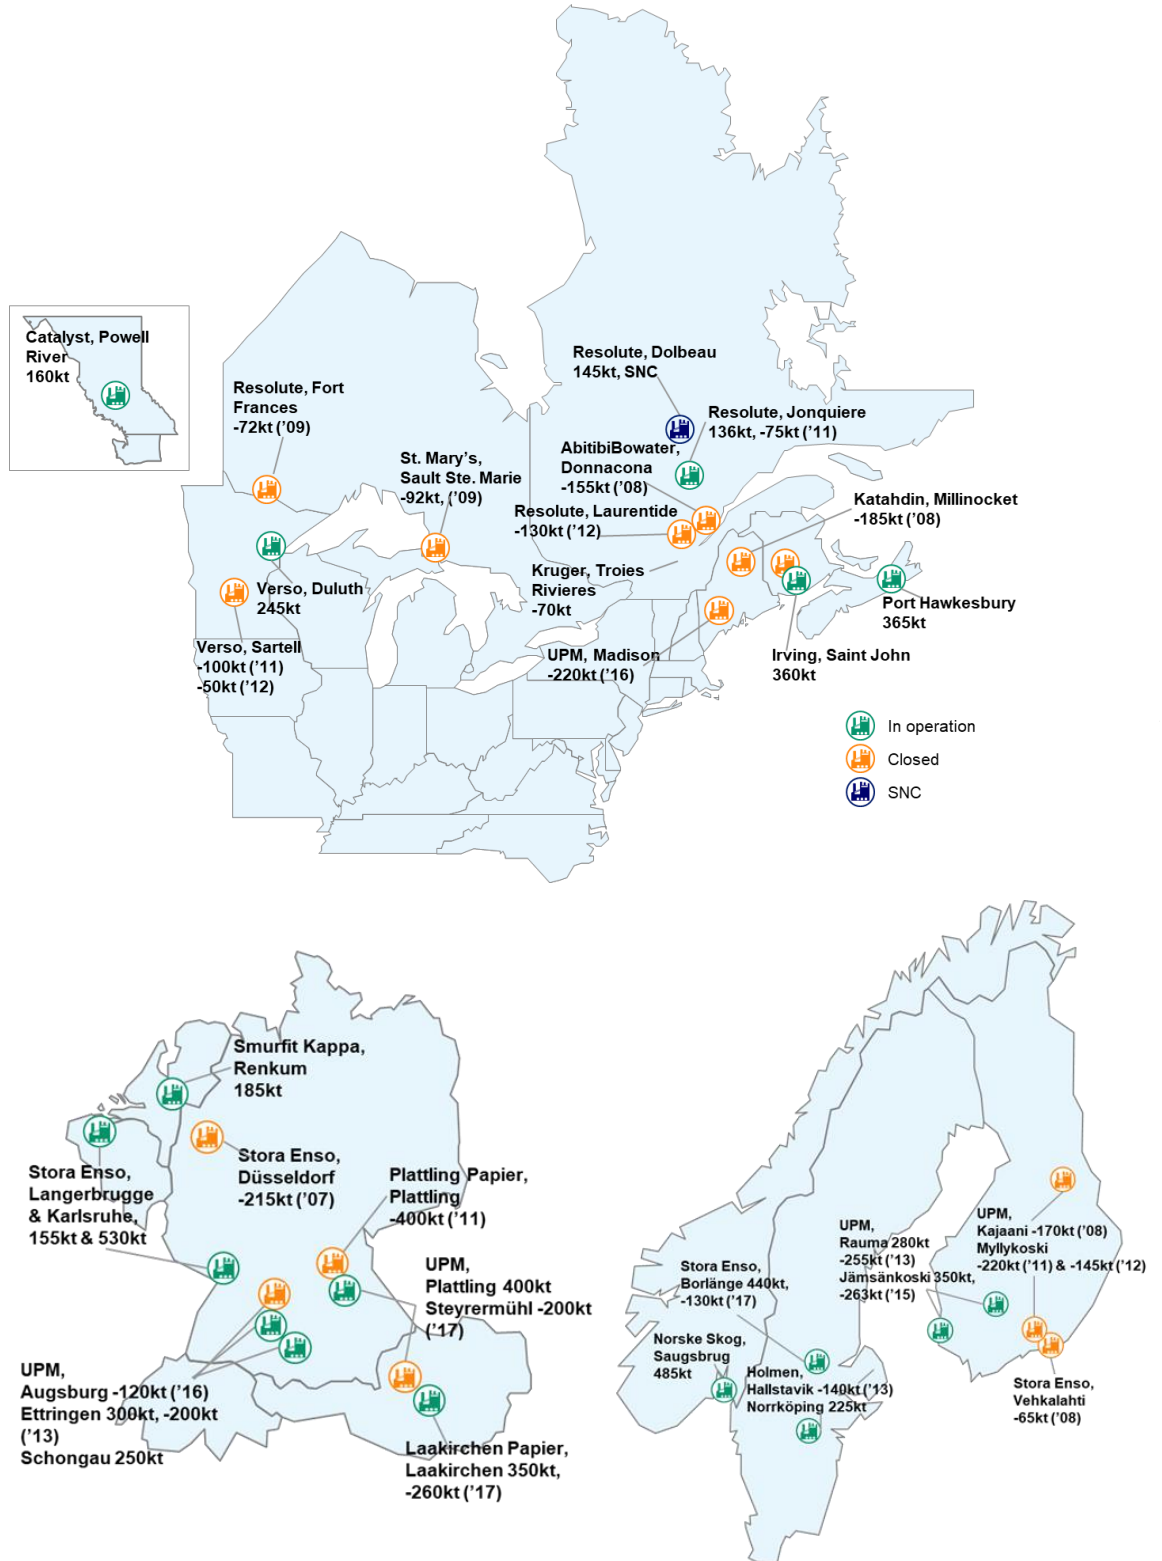 Catalyst, Powell
River
160kt
Resolute, Fort
Frances
-72kt ('09)
St. Mary's,
Sault Ste. Marie
-92kt, ('09)
Resolute, Dolbeau
145kt, SNC
Resolute, Jonquiere
136kt, -75kt ('11)
AbitibiBowater,
Donnacona
-155kt ('08)
Resolute, Laurentide
-130kt ('12)
Katahdin, Millinocket
-185kt ('08)
Kruger, Troies
Rivieres
-70kt
Verso, Duluth
245kt
Port Hawkesbury
365kt
Verso, Sartell
-100kt ('11)
-50kt ('12)
UPM, Madison
-220kt ('16)
Irving, Saint John
360kt
In operation
Closed
SNC
Smurfit Kappa,
Renkum
185kt
Stora Enso,
Düsseldorf
-215kt ('07)
Stora Enso,
Langerbrugge
& Karlsruhe,
155kt & 530kt
Plattling Papier,
Plattling
-400kt ('11)
UPM,
Plattling 400kt
Steyrermühl -200kt
('17)
UPM,
Augsburg -120kt ('16)
Ettringen 300kt, -200kt
('13)
Schongau 250kt
Laakirchen Papier,
Laakirchen 350kt,
-260kt ('17)
UPM,
Kajaani -170kt ('08)
Myllykoski
-220kt ('11) & -145kt ('12)
UPM,
Rauma 280kt
-255kt ('13)
Jämsänkoski 350kt,
-263kt ('15)
Stora Enso,
Borlänge 440kt,
-130kt ('17)
Norske Skog,
Saugsbrug
485kt
Holmen,
Hallstavik -140kt ('13)
Norrköping 225kt
Stora Enso,
Vehkalahti
-65kt ('08)